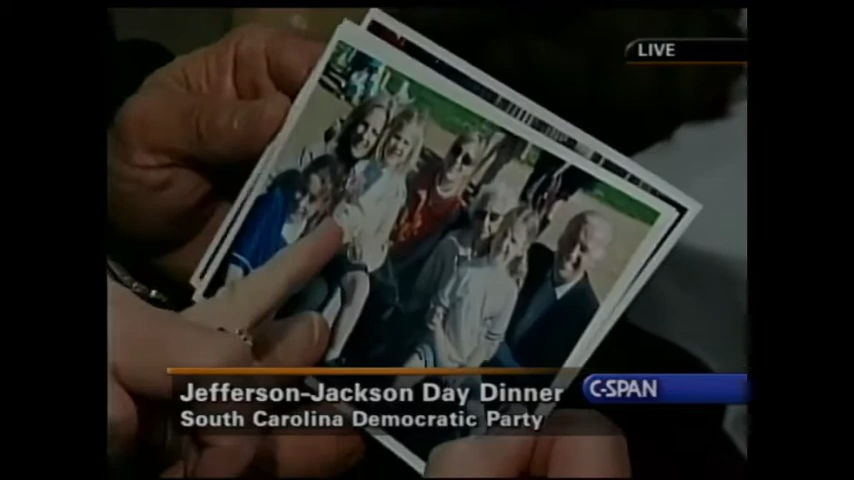 LIVE
Jefferson-Jackson Day Dinner
C-SPAN
South Carolina Democratic Party